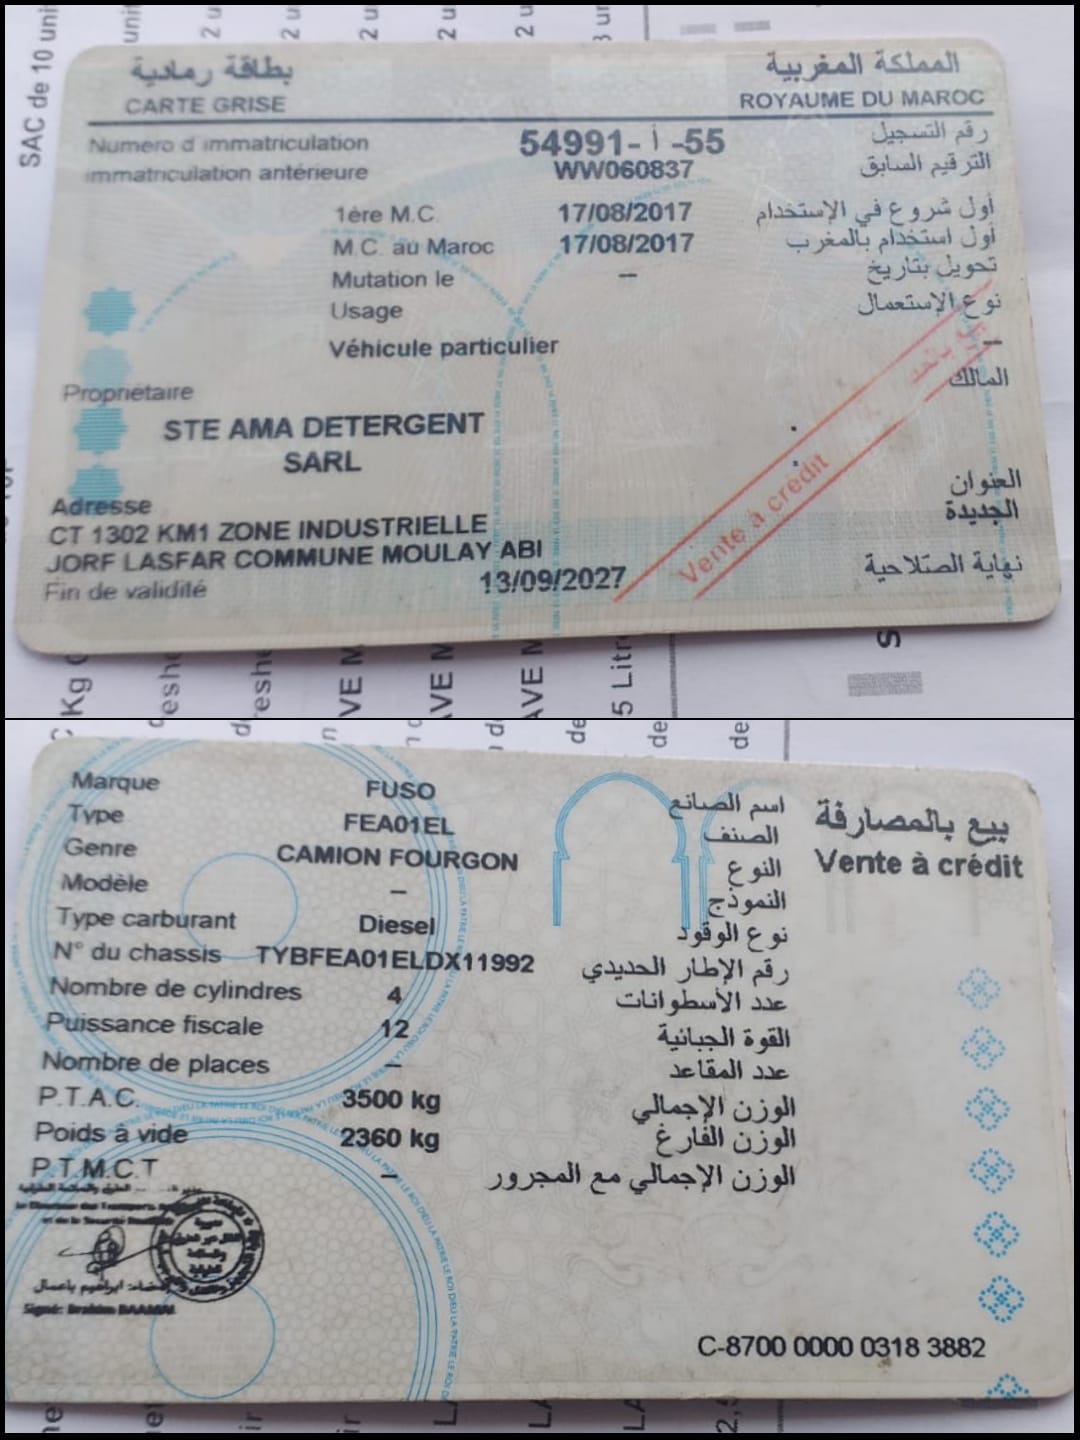 SAC de 10 unit
بطاقة رمادية
المملكة المغربية
CARTE GRISE
ROYAUME DU MAROC
Numero d immatriculation 54991- أ -55 رقم التسجيل
Immatriculation antérieure WW060837 الترقيم السابق
1ère M.C. 17/08/2017 أول شروع في الإستخدام
M.C. au Maroc 17/08/2017 أول استخدام بالمغرب
Mutation le – تحويل بتاريخ
Usage نوع الإستعمال
Véhicule particulier –
Propriétaire المالك
STE AMA DETERGENT
SARL
Vente à crédit
Adresse العنوان
CT 1302 KM1 ZONE INDUSTRIELLE الجديدة
JORF LASFAR COMMUNE MOULAY ABI
Fin de validité 13/09/2027 نهاية الصتلاحية
5 Litr
Marque FUSO اسم الصانع
Type FEA01EL الصنف
Genre CAMION FOURGON النوع
بيع بالمصارفة
Vente à crédit
Modèle – النموذج
Type carburant Diesel نوع الوقود
N° du chassis TYBFEA01ELDX11992 رقم الإطار الحديدي
Nombre de cylindres 4 عدد الأسطوانات
Puissance fiscale 12 القوة الجبائية
Nombre de places – عدد المقاعد
P.T.A.C. 3500 kg الوزن الإجمالي
Poids à vide 2360 kg الوزن الفارغ
P.T.M.C.T – الوزن الإجمالي مع المجرور
C-8700 0000 0318 3882